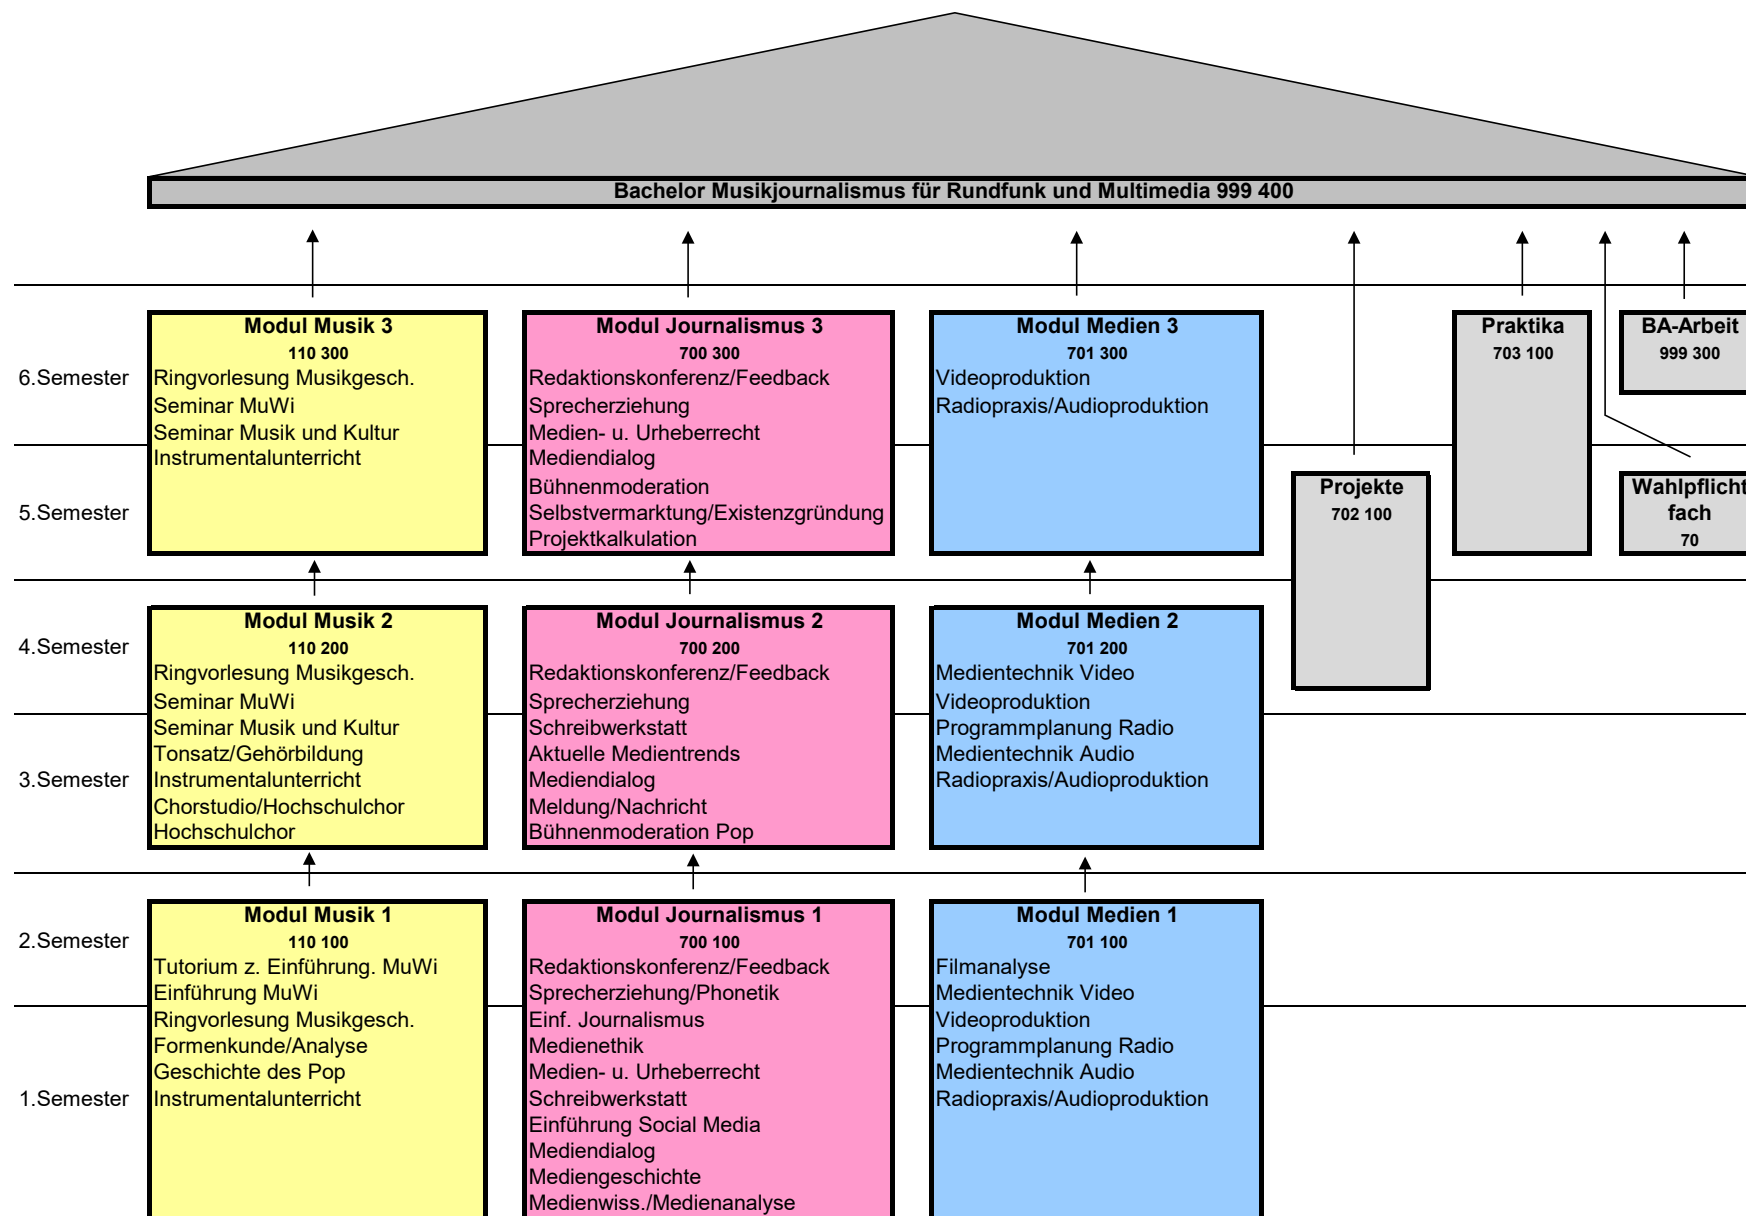 Bachelor Musikjournalismus für Rundfunk und Multimedia 999 400
6.Semester
5.Semester
Modul Musik 3
110 300
Ringvorlesung Musikgesch.
Seminar MuWi
Seminar Musik und Kultur
Instrumentalunterricht
Modul Journalismus 3
700 300
Redaktionskonferenz/Feedback
Sprecherziehung
Medien- u. Urheberrecht
Mediendialog
Bühnenmoderation
Selbstvermarktung/Existenzgründung
Projektkalkulation
Modul Medien 3
701 300
Videoproduktion
Radiopraxis/Audioproduktion
Projekte
702 100
Praktika
703 100
BA-Arbeit
999 300
Wahlpflicht
fach
70
4.Semester
3.Semester
Modul Musik 2
110 200
Ringvorlesung Musikgesch.
Seminar MuWi
Seminar Musik und Kultur
Tonsatz/Gehörbildung
Instrumentalunterricht
Chorstudio/Hochschulchor
Hochschulchor
Modul Journalismus 2
700 200
Redaktionskonferenz/Feedback
Sprecherziehung
Schreibwerkstatt
Aktuelle Medientrends
Mediendialog
Meldung/Nachricht
Bühnenmoderation Pop
Modul Medien 2
701 200
Medientechnik Video
Videoproduktion
Programmplanung Radio
Medientechnik Audio
Radiopraxis/Audioproduktion
2.Semester
1.Semester
Modul Musik 1
110 100
Tutorium z. Einführung. MuWi
Einführung MuWi
Ringvorlesung Musikgesch.
Formenkunde/Analyse
Geschichte des Pop
Instrumentalunterricht
Modul Journalismus 1
700 100
Redaktionskonferenz/Feedback
Sprecherziehung/Phonetik
Einf. Journalismus
Medienethik
Medien- u. Urheberrecht
Schreibwerkstatt
Einführung Social Media
Mediendialog
Mediengeschichte
Medienwiss./Medienanalyse
Modul Medien 1
701 100
Filmanalyse
Medientechnik Video
Videoproduktion
Programmplanung Radio
Medientechnik Audio
Radiopraxis/Audioproduktion